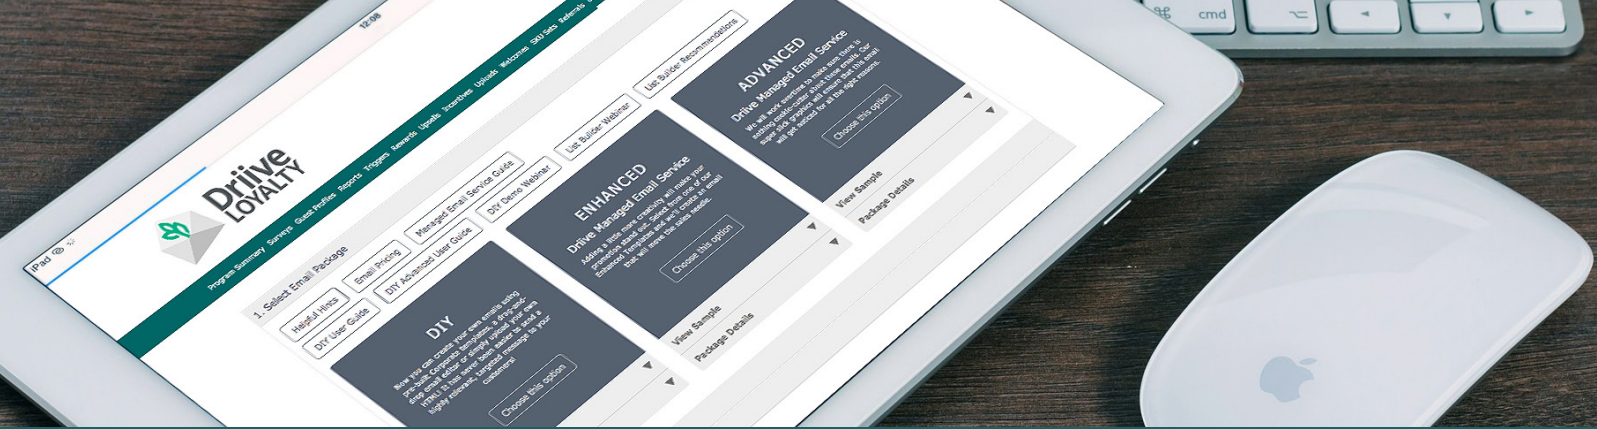 iPad
12:08
Driive
LOYALTY
Program Summary Surveys Guest Profiles Reports Triggers Rewards Upsells Incentives Uploads Welcomes SKU Sets Referrals
1. Select Email Package
Helpful Hints
Email Pricing
Managed Email Service Guide
List Builder Webinar
List Builder Recommendations
DIY User Guide
DIY Advanced User Guide
DIY Demo Webinar
DIY
Now you can create your own emails using
pre-built Corporate templates, a drag-and-
drop email editor or simply upload your own
HTML! It has never been easier to send a
highly relevant, targeted message to your
customers!
Choose this option
ENHANCED
Driive Managed Email Service
Adding a little more creativity will make your
promotion stand out. Select from one of our
Enhanced Templates and we'll create an email
that will move the sales needle.
Choose this option
View Sample
Package Details
ADVANCED
Driive Managed Email Service
We will work overtime to make sure there is
nothing cookie-cutter about these emails. Our
super slick graphics will ensure that this email
will get noticed for all the right reasons.
Choose this option
View Sample
Package Details
⌘ cmd
⌥